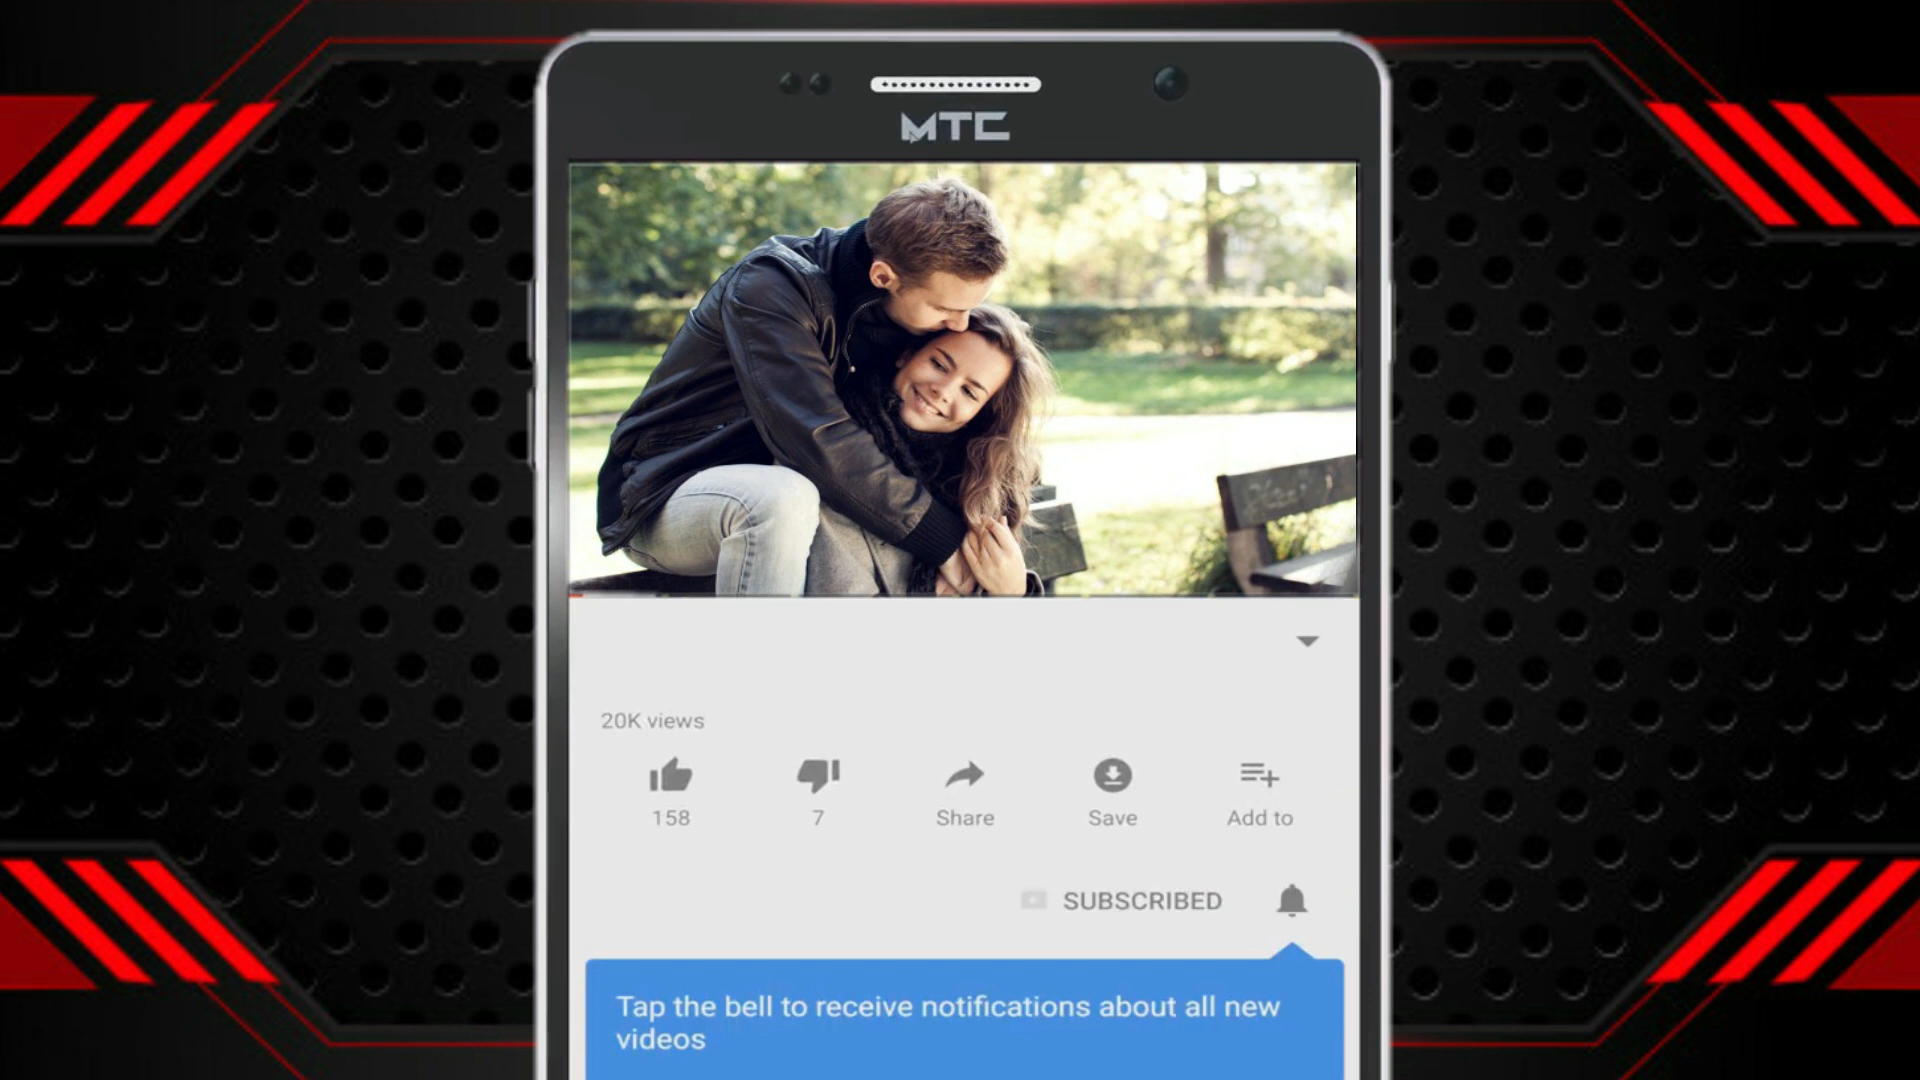 MTC
20K views
158
7
Share
Save
Add to
SUBSCRIBED
Tap the bell to receive notifications about all new
videos